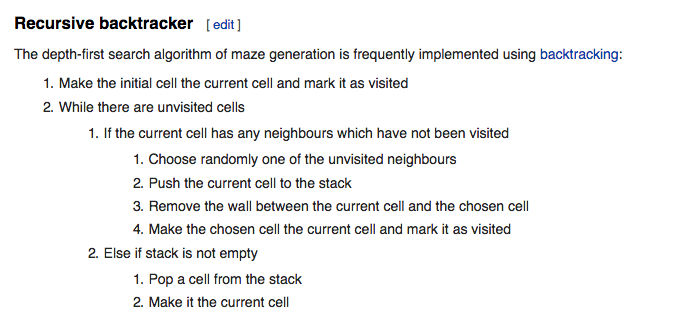 Recursive backtracker [ edit ]
The depth-first search algorithm of maze generation is frequently implemented using backtracking:
1. Make the initial cell the current cell and mark it as visited
2. While there are unvisited cells
1. If the current cell has any neighbours which have not been visited
1. Choose randomly one of the unvisited neighbours
2. Push the current cell to the stack
3. Remove the wall between the current cell and the chosen cell
4. Make the chosen cell the current cell and mark it as visited
2. Else if stack is not empty
1. Pop a cell from the stack
2. Make it the current cell